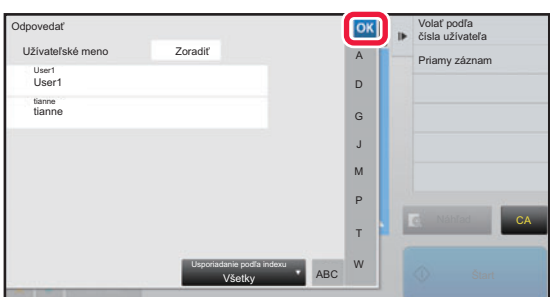 Odpovedať
OK
Užívateľské meno
Zoradiť
User1
User1
tianne
tianne
A
D
G
J
M
P
T
W
Usporiadanie podľa indexu
Všetky
ABC
Volať podľa
čísla užívateľa
Priamy záznam
Náhľad
CA
Štart